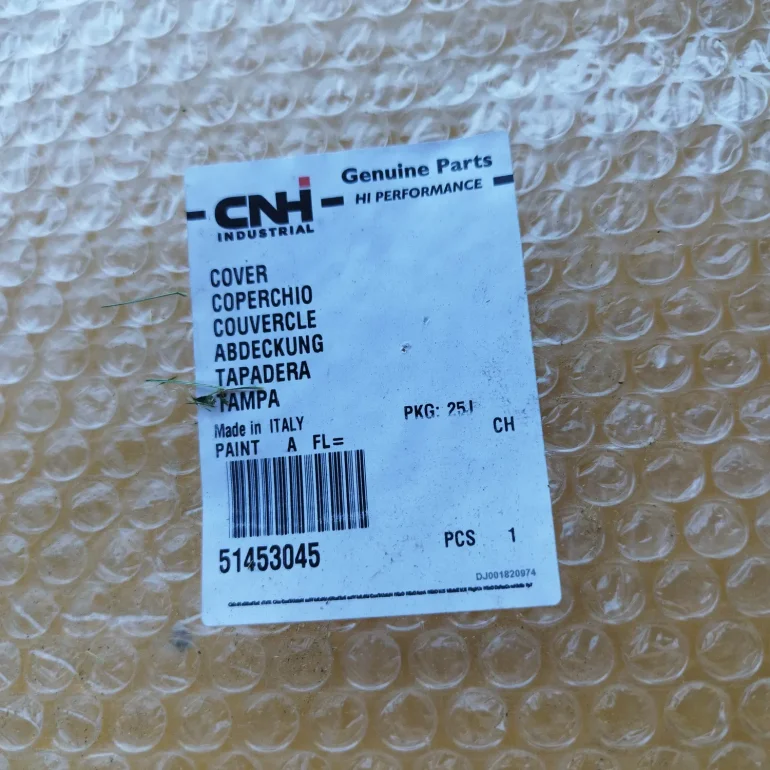 Genuine Parts
CNH HI PERFORMANCE
INDUSTRIAL
COVER
COPERCHIO
COUVERCLE
ABDECKUNG
TAPADERA
TAMPA
Made in ITALY PKG: 25J
PAINT A FL= CH
51453045 PCS 1
DJ001820974